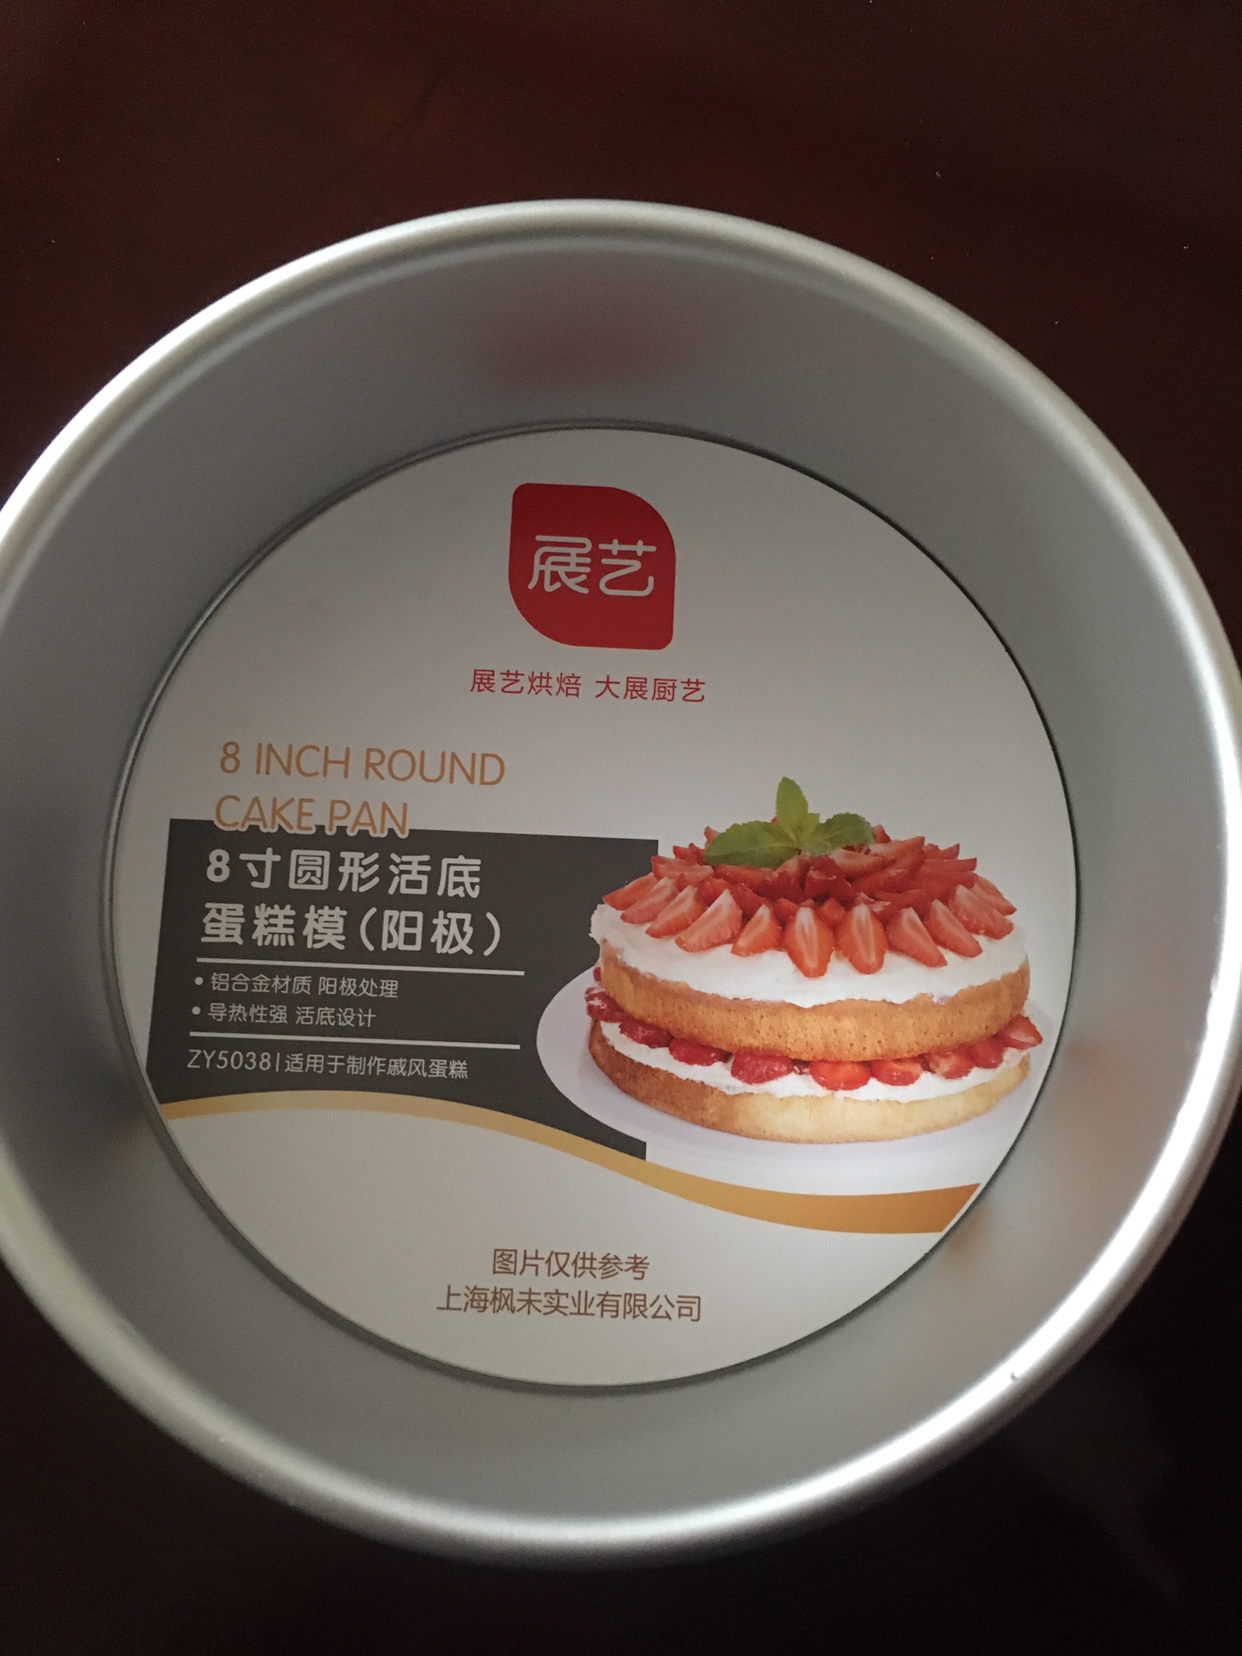 展艺
展艺烘焙 大展厨艺
8 INCH ROUND
CAKE PAN
8寸圆形活底
蛋糕模(阳极)
• 铝合金材质 阳极处理
• 导热性强 活底设计
ZY5038|适用于制作戚风蛋糕
图片仅供参考
上海枫未实业有限公司